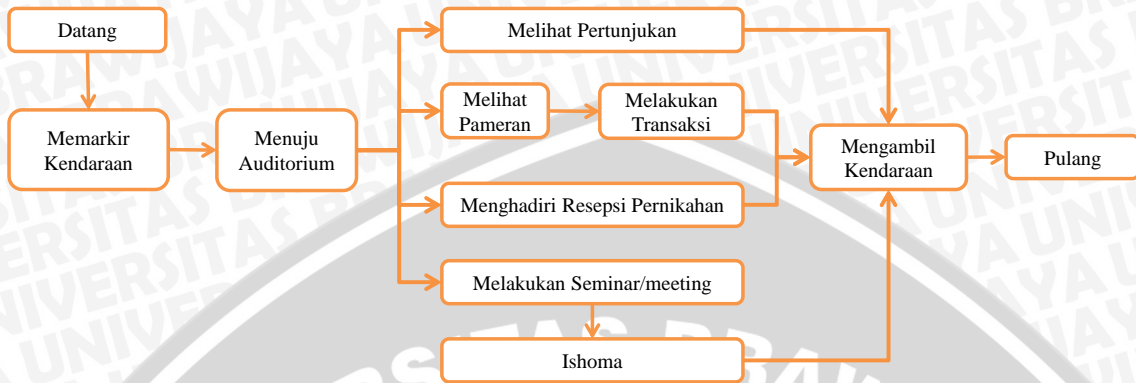 Datang
Memarkir
Kendaraan
Menuju
Auditorium
Melihat Pertunjukan
Melihat
Pameran
Melakukan
Transaksi
Menghadiri Resepsi Pernikahan
Melakukan Seminar/meeting
Ishoma
Mengambil
Kendaraan
Pulang